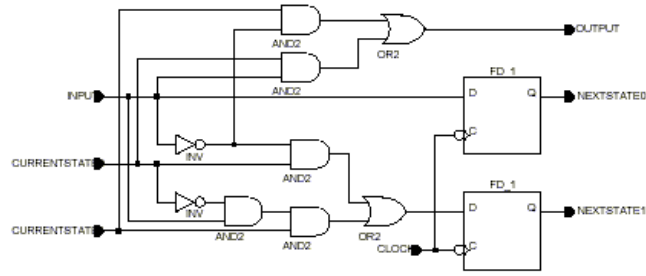 AND2
OR2
OUTPUT
AND2
FD_1
INPUT
D
Q
NEXTSTATE0
C
INV
CURRENTSTATE
AND2
FD_1
INV
D
Q
NEXTSTATE1
CURRENTSTATE
AND2
AND2
OR2
CLOCK
C